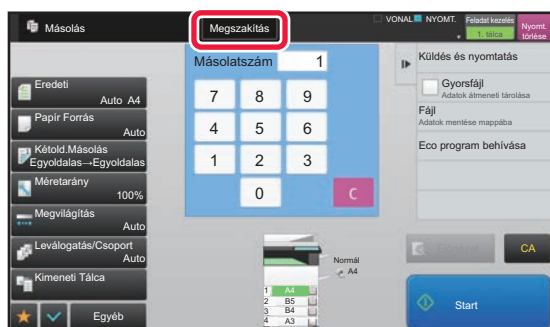 Másolás
Megszakítás
VONAL NYOMT.
Feladat kezelés
1. tálca
Nyomt. törlése
Eredeti
Auto A4
Papír Forrás
Auto
Kétold.Másolás
Egyoldalas→Egyoldalas
Méretarány
100%
Megvilágítás
Auto
Leválogatás/Csoport
Auto
Kimeneti Tálca
Egyéb
Másolatszám 1
7 8 9
4 5 6
1 2 3
0 C
Normál
A4
1 A4
2 B5
3 B4
4 A3
Küldés és nyomtatás
Gyorsfájl
Adatok átmeneti tárolása
Fájl
Adatok mentése mappába
Eco program behívása
CA
Start